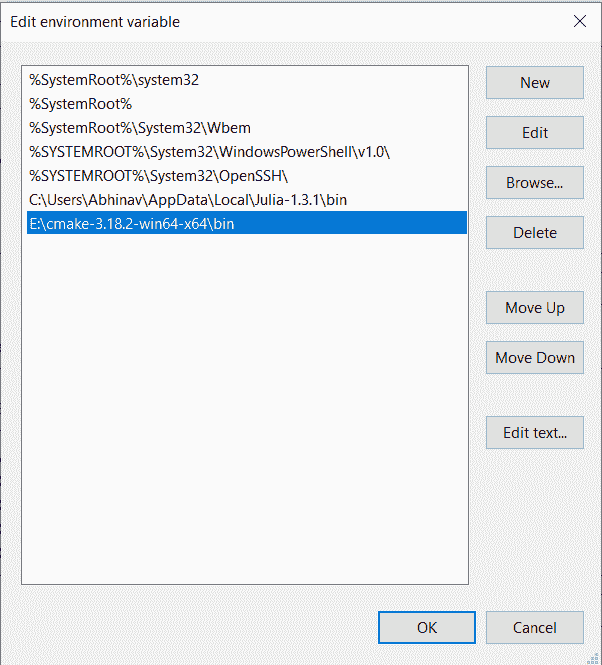 Edit environment variable
%SystemRoot%\system32
%SystemRoot%
%SystemRoot%\System32\Wbem
%SYSTEMROOT%\System32\WindowsPowerShell\v1.0\
%SYSTEMROOT%\System32\OpenSSH\
C:\Users\Abhinav\AppData\Local\Julia-1.3.1\bin
E:\cmake-3.18.2-win64-x64\bin
New
Edit
Browse...
Delete
Move Up
Move Down
Edit text...
OK
Cancel